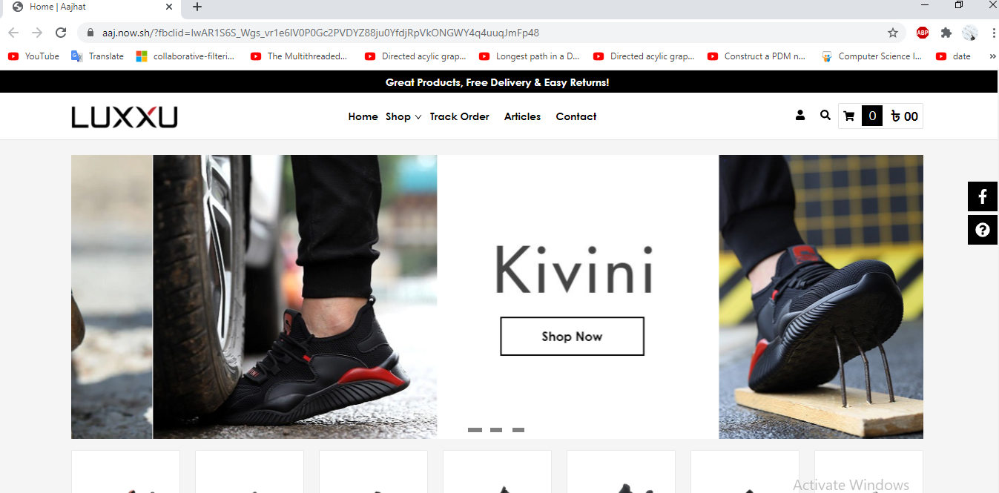 Home | Aajhat
aaj.now.sh/?fbclid=IwAR1S6S_Wgs_vr1e6lV0P0Gc2PVDYZ88ju0YfdjRpVkONGWY4q4uuqJmFp48
ABP
YouTube Translate collaborative-filteri... The Multithreaded... Directed acylic grap... Longest path in a D... Directed acylic grap... Construct a PDM n... Computer Science I... date »
Great Products, Free Delivery & Easy Returns!
LUXXU Home Shop Track Order Articles Contact 0 ৳ 00
Kivini
Shop Now
Activate Windows